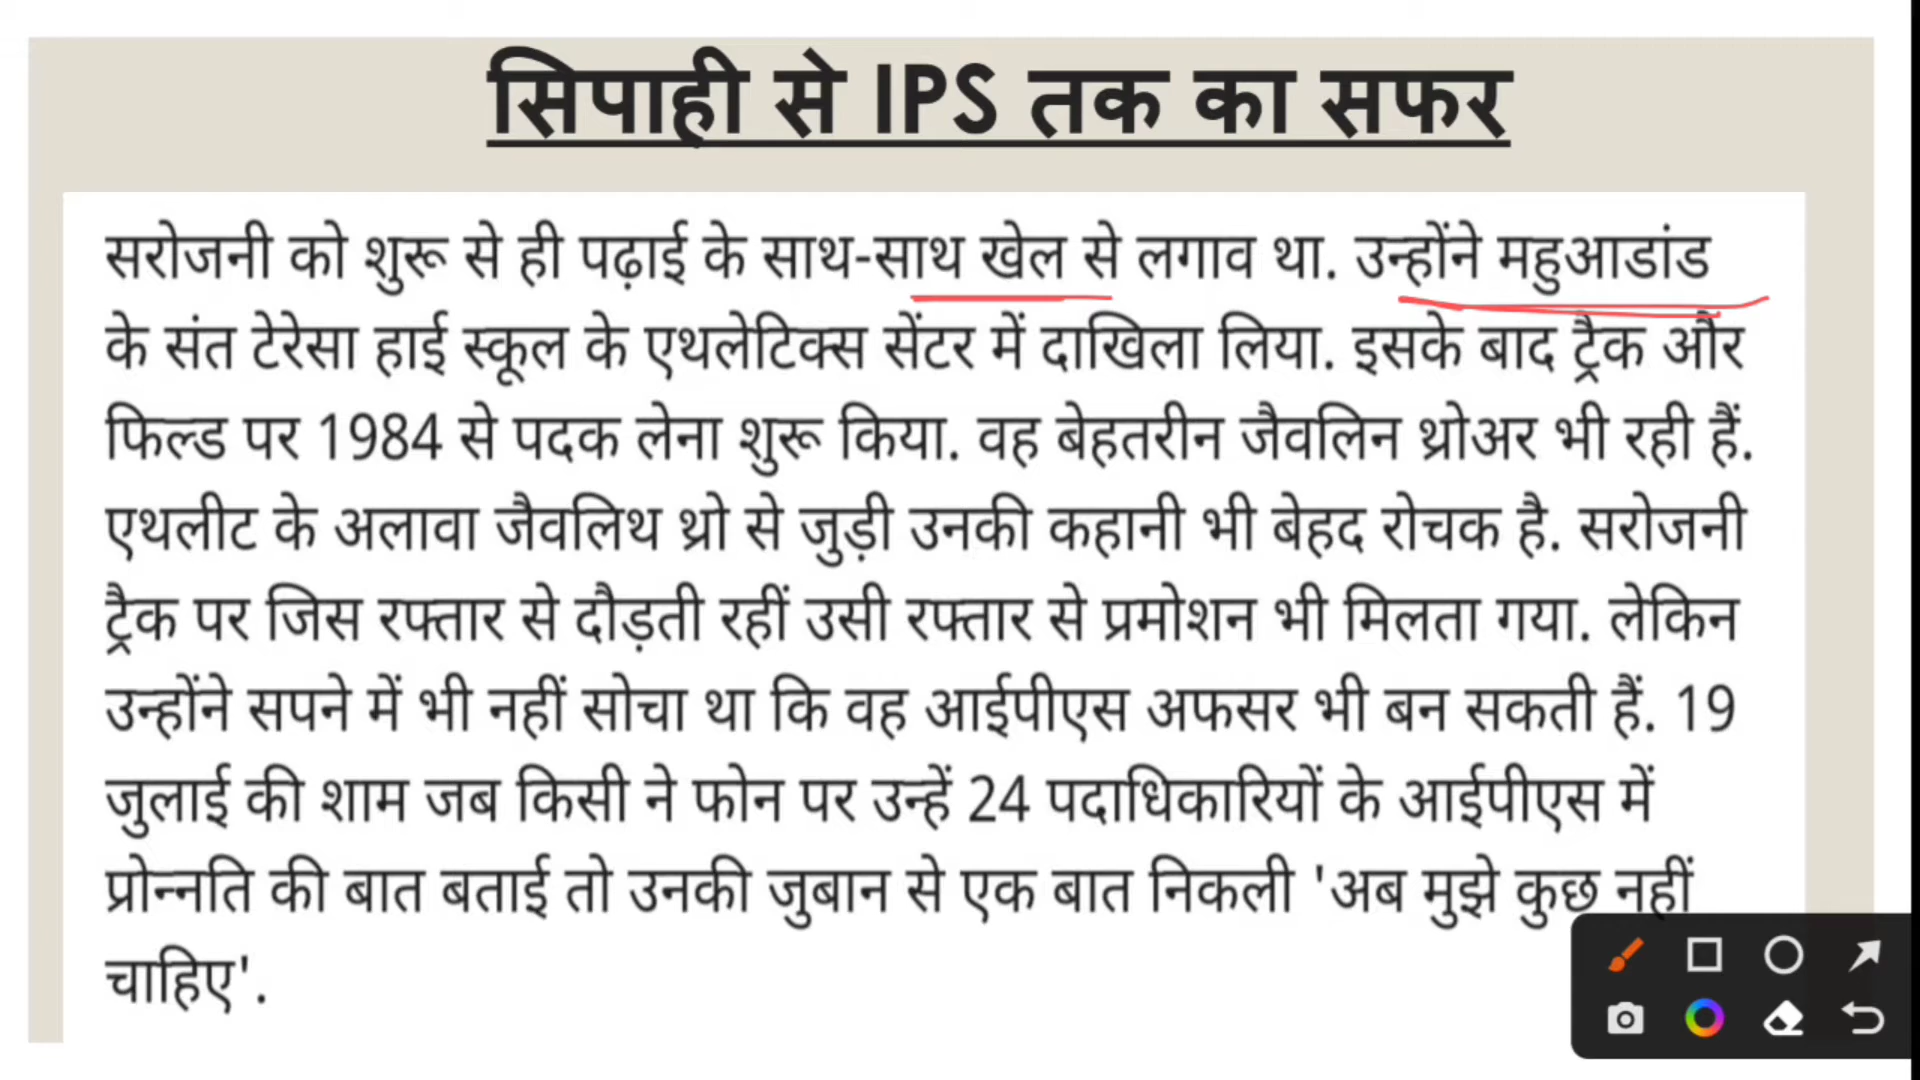 सिपाही से IPS तक का सफर
सरोजनी को शुरू से ही पढ़ाई के साथ-साथ खेल से लगाव था. उन्होंने महुआडांड
के संत टेरेसा हाई स्कूल के एथलेटिक्स सेंटर में दाखिला लिया. इसके बाद ट्रैक और
फिल्ड पर 1984 से पदक लेना शुरू किया. वह बेहतरीन जैवलिन थ्रोअर भी रही हैं.
एथलीट के अलावा जैवलिथ थ्रो से जुड़ी उनकी कहानी भी बेहद रोचक है. सरोजनी
ट्रैक पर जिस रफ्तार से दौड़ती रहीं उसी रफ्तार से प्रमोशन भी मिलता गया. लेकिन
उन्होंने सपने में भी नहीं सोचा था कि वह आईपीएस अफसर भी बन सकती हैं. 19
जुलाई की शाम जब किसी ने फोन पर उन्हें 24 पदाधिकारियों के आईपीएस में
प्रोन्नति की बात बताई तो उनकी जुबान से एक बात निकली 'अब मुझे कुछ नहीं
चाहिए'.